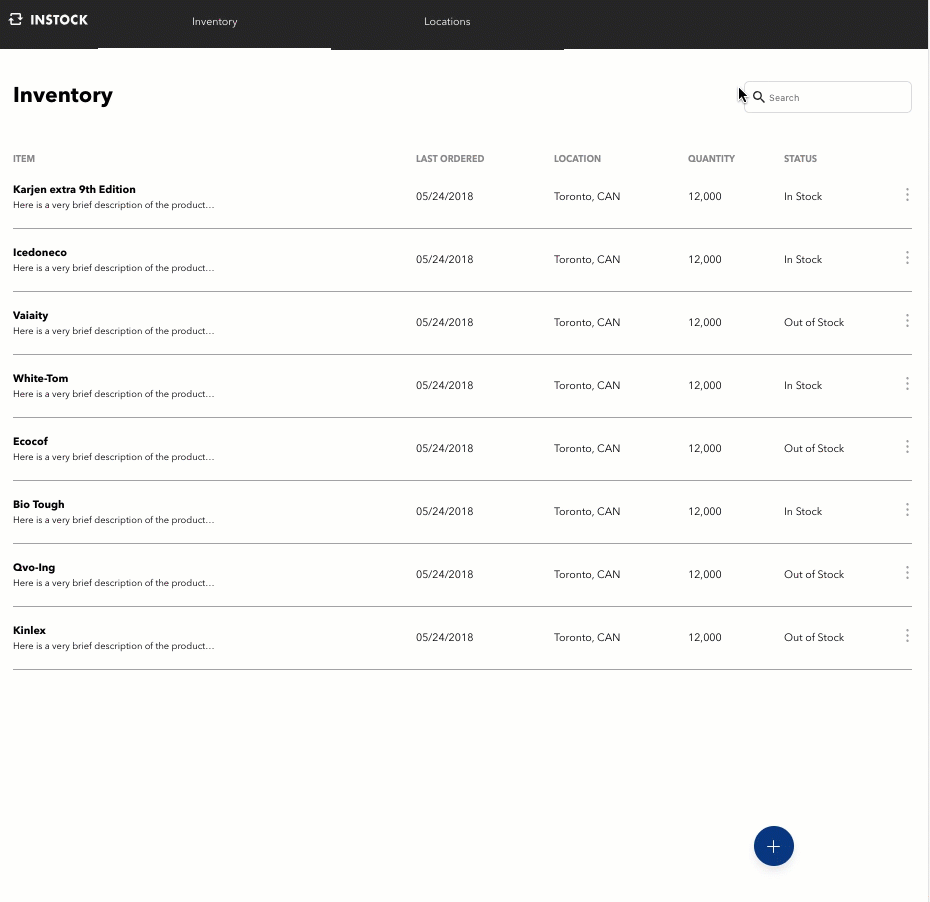 INSTOCK Inventory Locations
Inventory
Search
ITEM LAST ORDERED LOCATION QUANTITY STATUS
Karjen extra 9th Edition
Here is a very brief description of the product...
05/24/2018 Toronto, CAN 12,000 In Stock
Icedoneco
Here is a very brief description of the product...
05/24/2018 Toronto, CAN 12,000 In Stock
Vaiaity
Here is a very brief description of the product...
05/24/2018 Toronto, CAN 12,000 Out of Stock
White-Tom
Here is a very brief description of the product...
05/24/2018 Toronto, CAN 12,000 In Stock
Ecocof
Here is a very brief description of the product...
05/24/2018 Toronto, CAN 12,000 Out of Stock
Bio Tough
Here is a very brief description of the product...
05/24/2018 Toronto, CAN 12,000 In Stock
Qvo-Ing
Here is a very brief description of the product...
05/24/2018 Toronto, CAN 12,000 Out of Stock
Kinlex
Here is a very brief description of the product...
05/24/2018 Toronto, CAN 12,000 Out of Stock